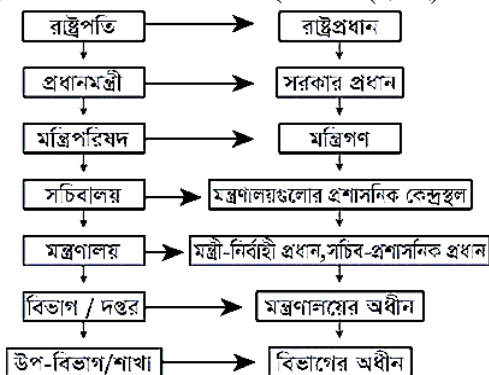 রাষ্ট্রপতি রাষ্ট্রপ্রধান
প্রধানমন্ত্রী সরকার প্রধান
মন্ত্রিপরিষদ মন্ত্রিগণ
সচিবালয় মন্ত্রণালয়গুলোর প্রশাসনিক কেন্দ্রস্থল
মন্ত্রণালয় মন্ত্রী-নির্বাহী প্রধান,সচিব-প্রশাসনিক প্রধান
বিভাগ / দপ্তর মন্ত্রণালয়ের অধীন
উপ-বিভাগ/শাখা বিভাগের অধীন